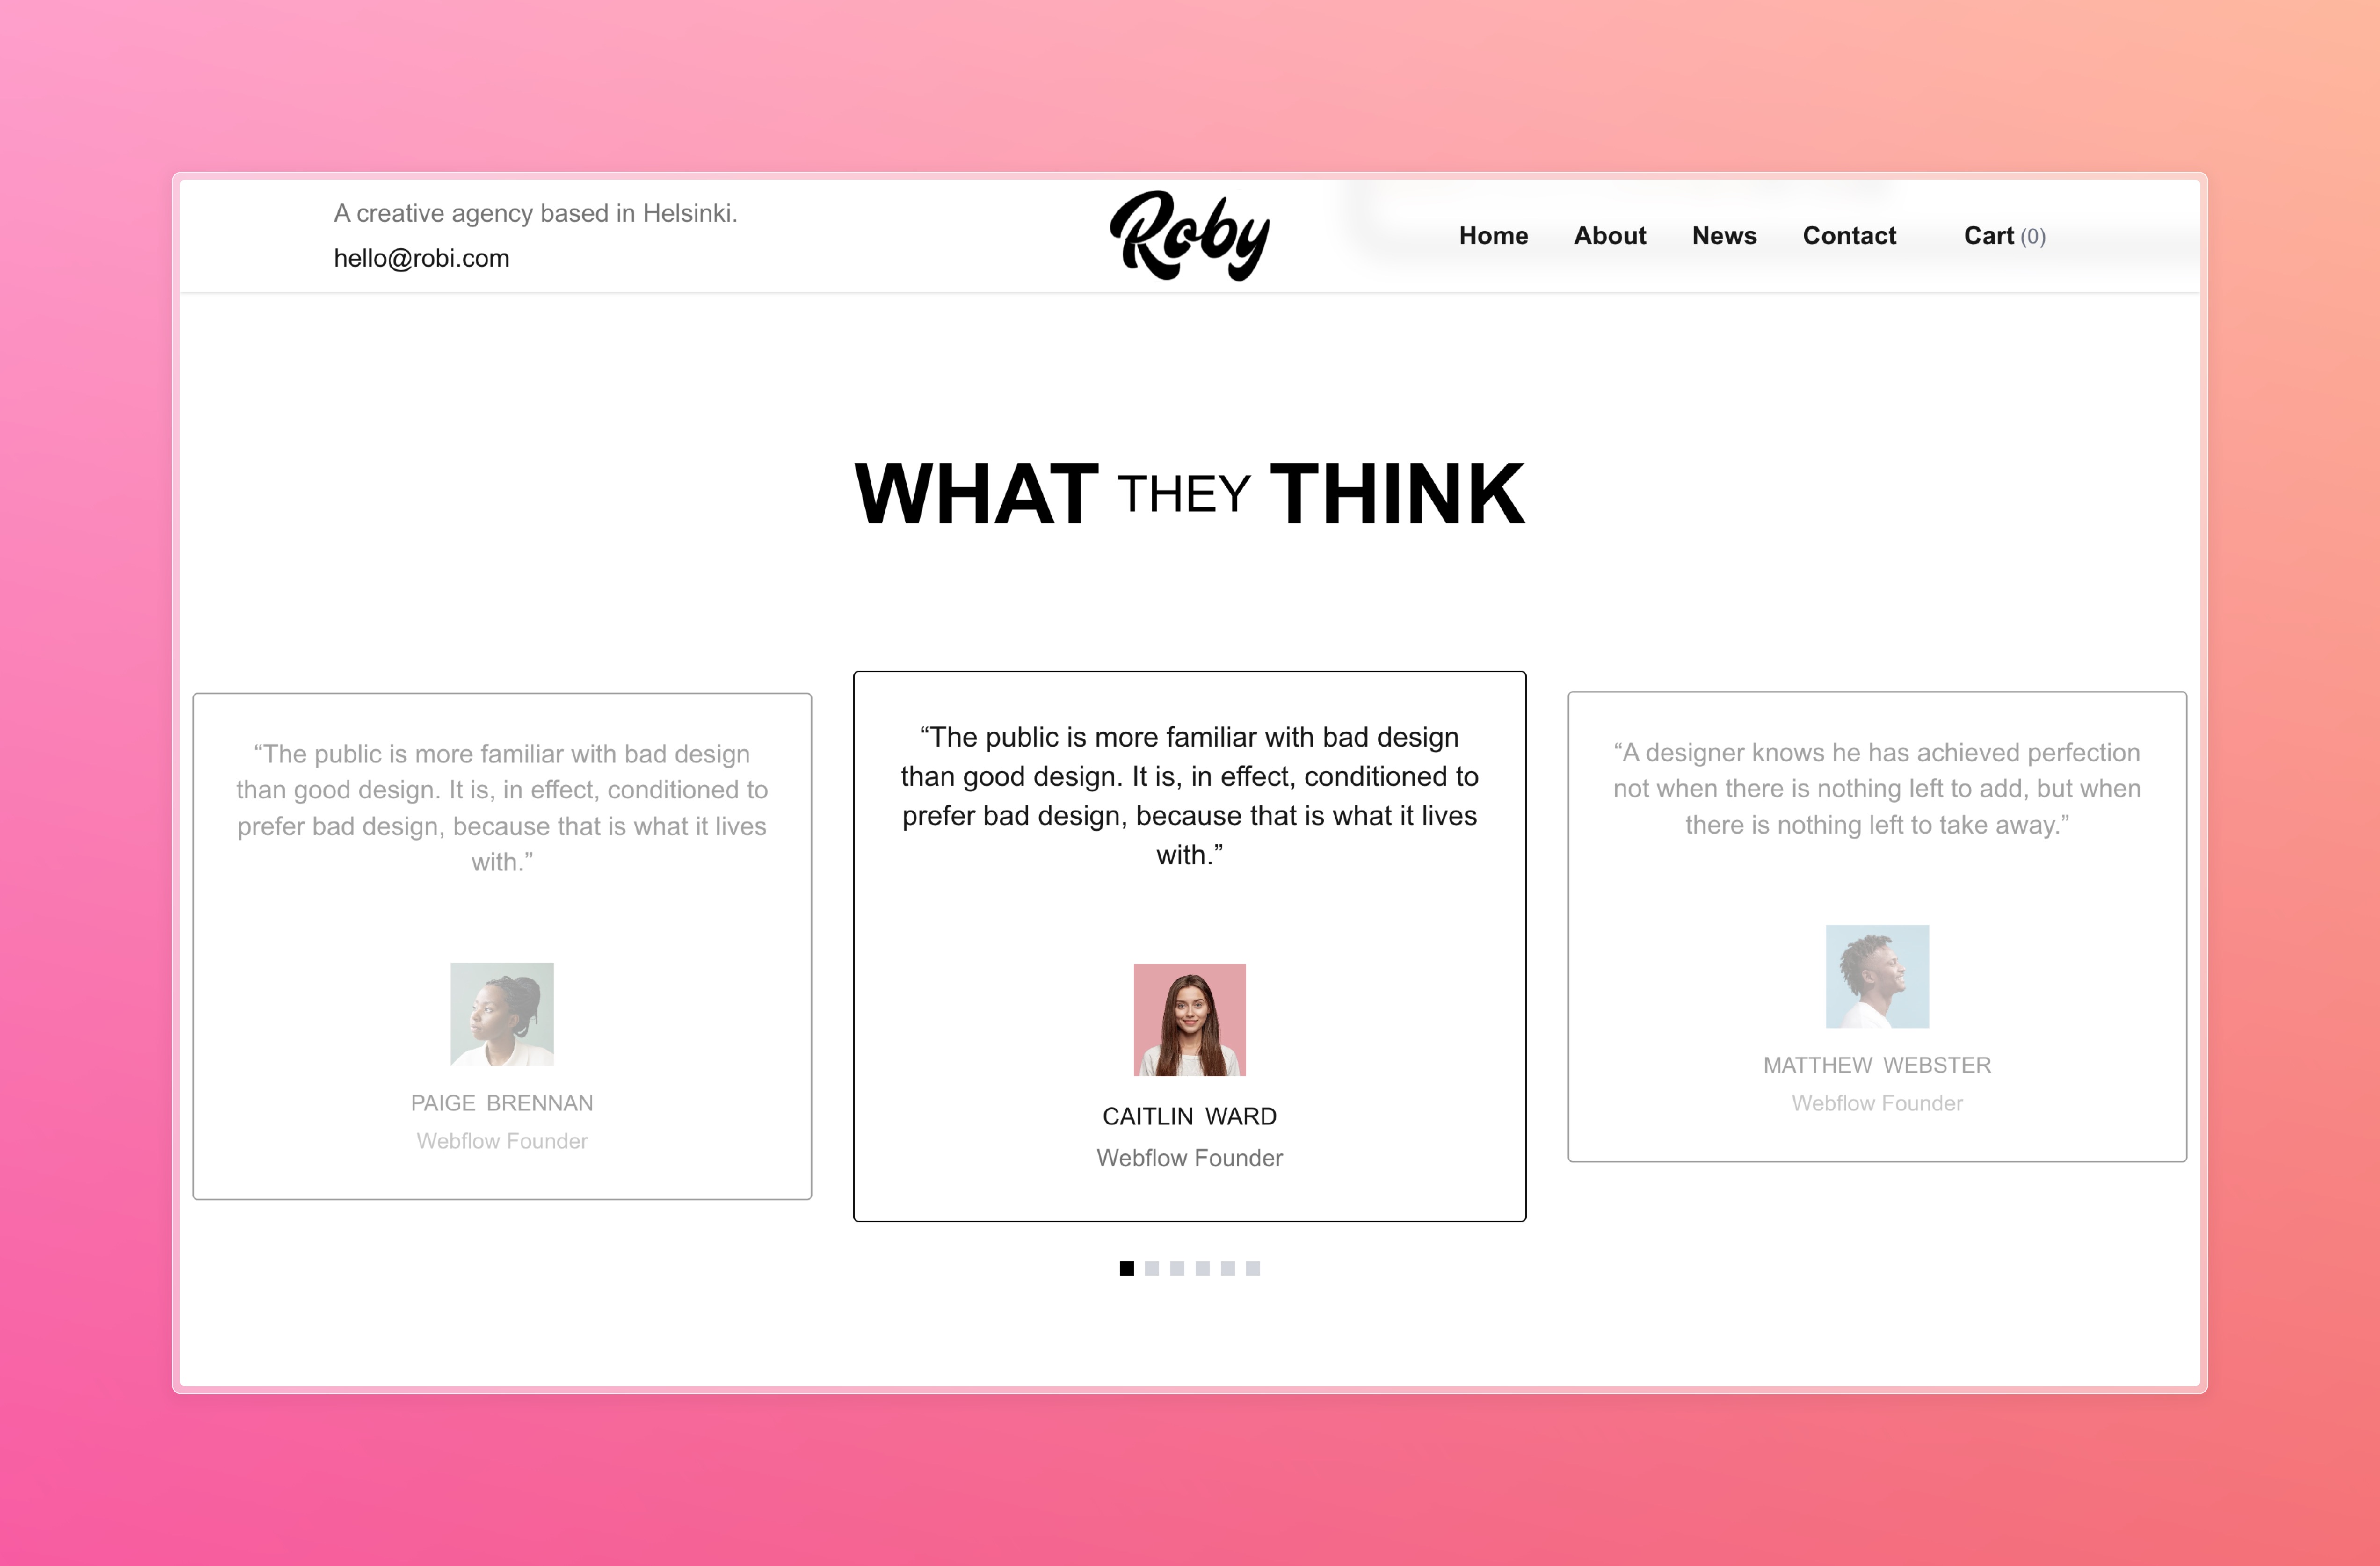 A creative agency based in Helsinki.
hello@robi.com
Roby
Home About News Contact Cart (0)
WHAT THEY THINK
“The public is more familiar with bad design
than good design. It is, in effect, conditioned to
prefer bad design, because that is what it lives
with.”
PAIGE BRENNAN
Webflow Founder
“The public is more familiar with bad design
than good design. It is, in effect, conditioned to
prefer bad design, because that is what it lives
with.”
CAITLIN WARD
Webflow Founder
“A designer knows he has achieved perfection
not when there is nothing left to add, but when
there is nothing left to take away.”
MATTHEW WEBSTER
Webflow Founder